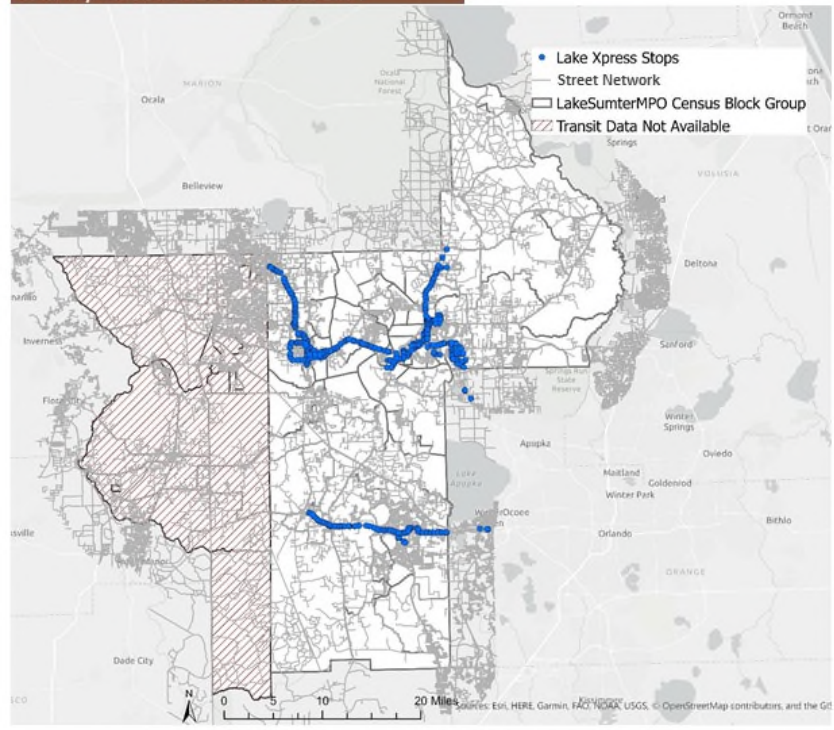 Ormond
Beach
Lake Xpress Stops
Street Network
LakeSumterMPO Census Block Group
Transit Data Not Available
MARION
Ocala
National
Forest
Ocala
Springs
VOLUSIA
Belleview
Deltona
Inverness
Sanford
Springs Run
State
Reserve
Winter
Springs
Apopka
Oviedo
Lake
Apopka
Maitland
Goldenrod
Winter Park
Ocoee
Orlando
Bithlo
ORANGE
Dade City
N
0 5 10 20 Miles
Sources: Esri, HERE, Garmin, FAO, NOAA, USGS, © OpenStreetMap contributors, and the GIS